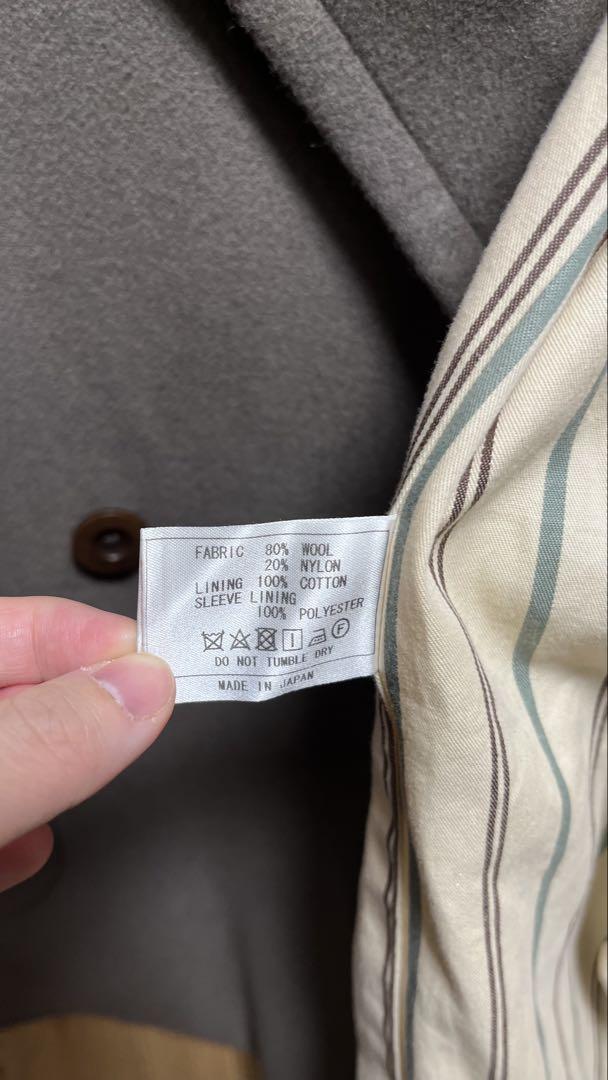 FABRIC 80% WOOL
20% NYLON
LINING 100% COTTON
SLEEVE LINING
100% POLYESTER
F
DO NOT TUMBLE DRY
MADE IN JAPAN